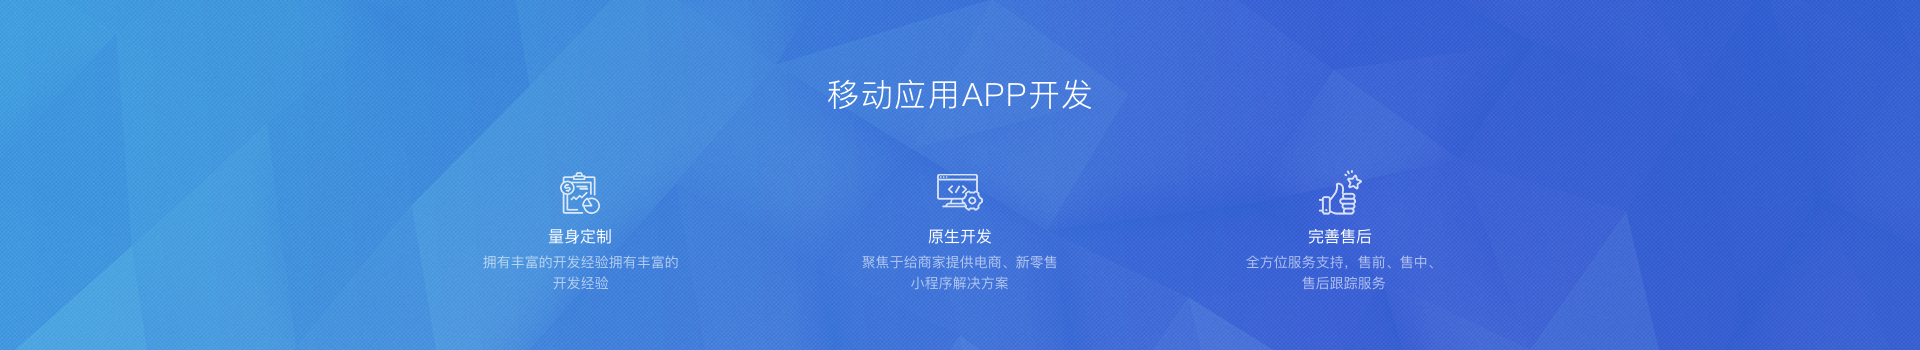 移动应用APP开发
量身定制
拥有丰富的开发经验拥有丰富的
开发经验
原生开发
聚焦于给商家提供电商、新零售
小程序解决方案
完善售后
全方位服务支持，售前、售中、
售后跟踪服务